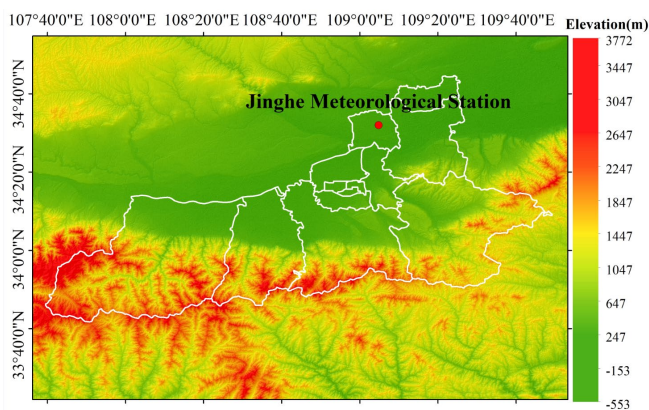 107°40'0"E 108°0'0"E 108°20'0"E 108°40'0"E 109°0'0"E 109°20'0"E 109°40'0"E
Elevation(m)
34°40'0"N
34°20'0"N
34°0'0"N
33°40'0"N
Jinghe Meteorological Station
3772
3447
3047
2647
2247
1847
1447
1047
647
247
-153
-553